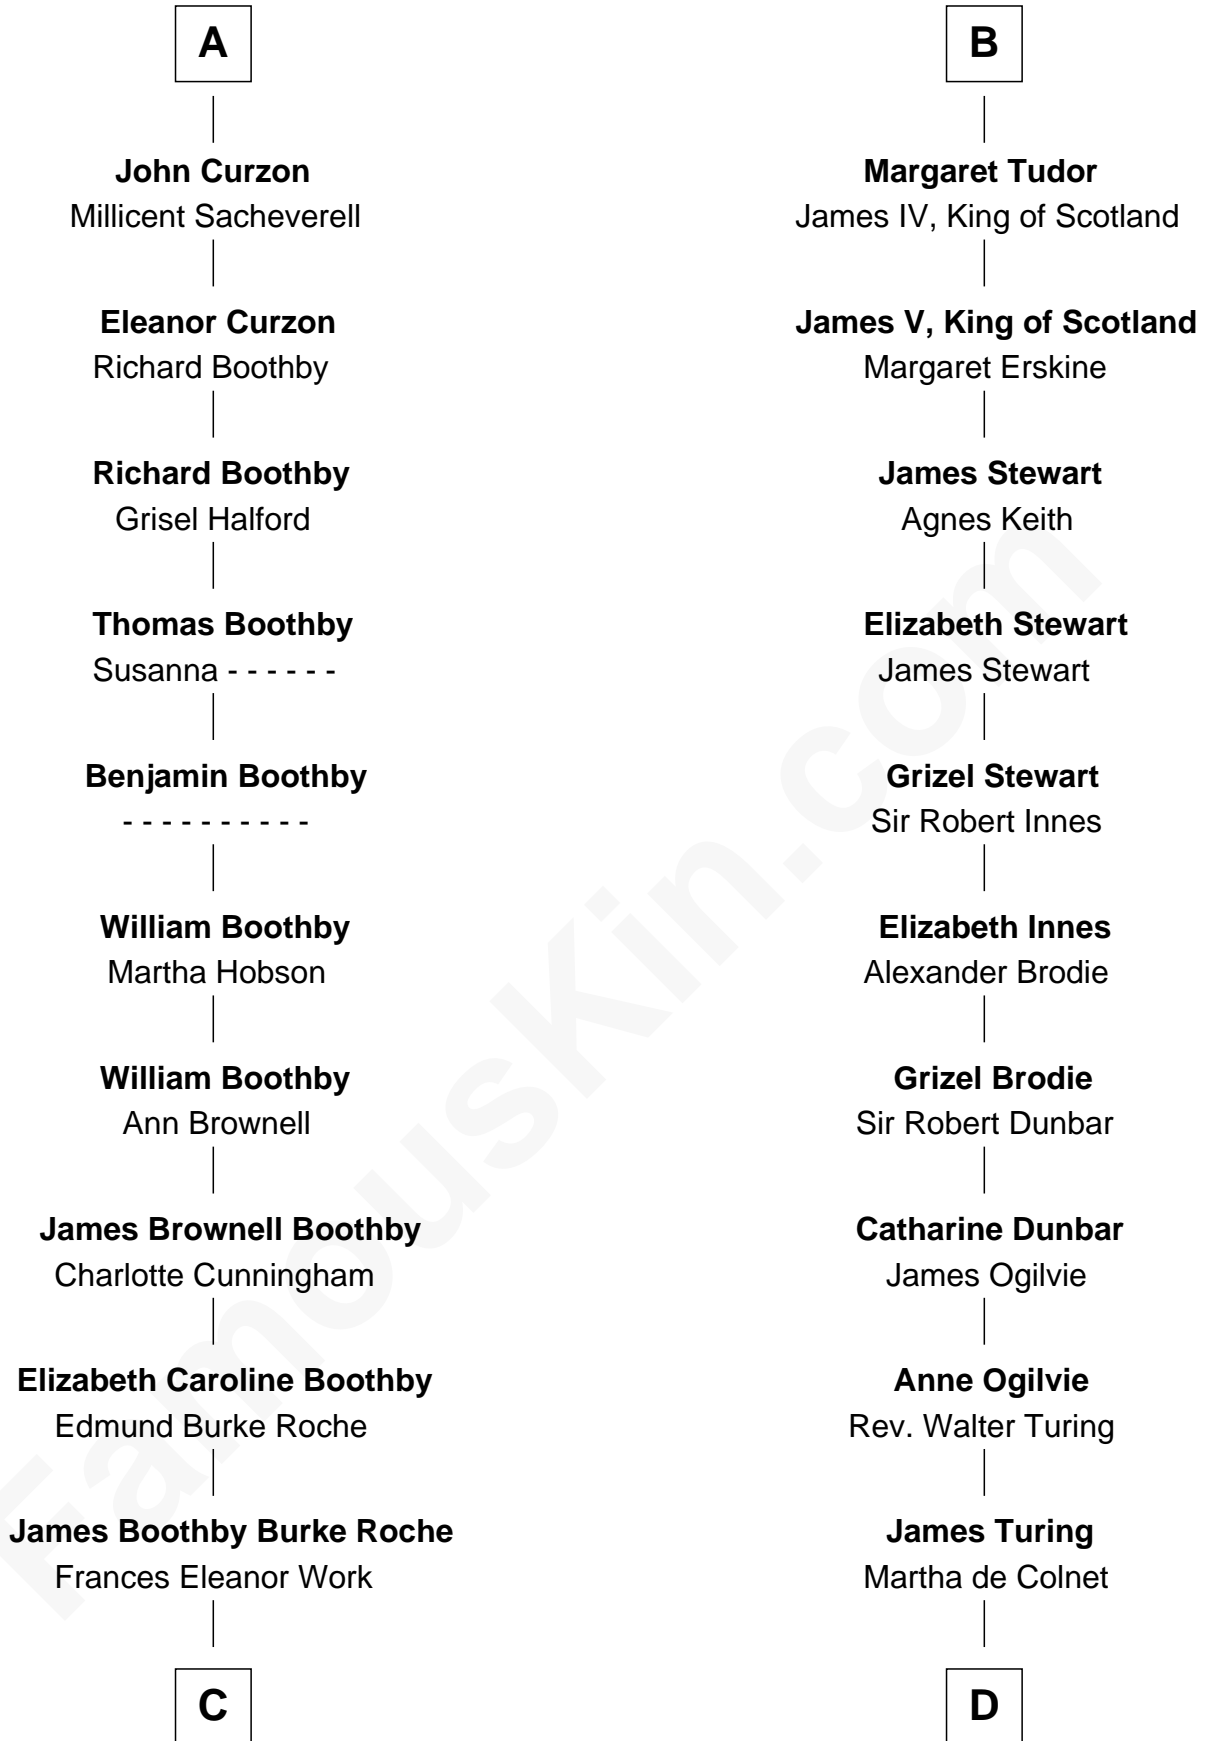 A
John Curzon
Millicent Sacheverell
Eleanor Curzon
Richard Boothby
Richard Boothby
Grisel Halford
Thomas Boothby
Susanna - - - - - -
Benjamin Boothby
- - - - - - - - - -
William Boothby
Martha Hobson
William Boothby
Ann Brownell
James Brownell Boothby
Charlotte Cunningham
Elizabeth Caroline Boothby
Edmund Burke Roche
James Boothby Burke Roche
Frances Eleanor Work
C
B
Margaret Tudor
James IV, King of Scotland
James V, King of Scotland
Margaret Erskine
James Stewart
Agnes Keith
Elizabeth Stewart
James Stewart
Grizel Stewart
Sir Robert Innes
Elizabeth Innes
Alexander Brodie
Grizel Brodie
Sir Robert Dunbar
Catharine Dunbar
James Ogilvie
Anne Ogilvie
Rev. Walter Turing
James Turing
Martha de Colnet
D
FamousKin.com